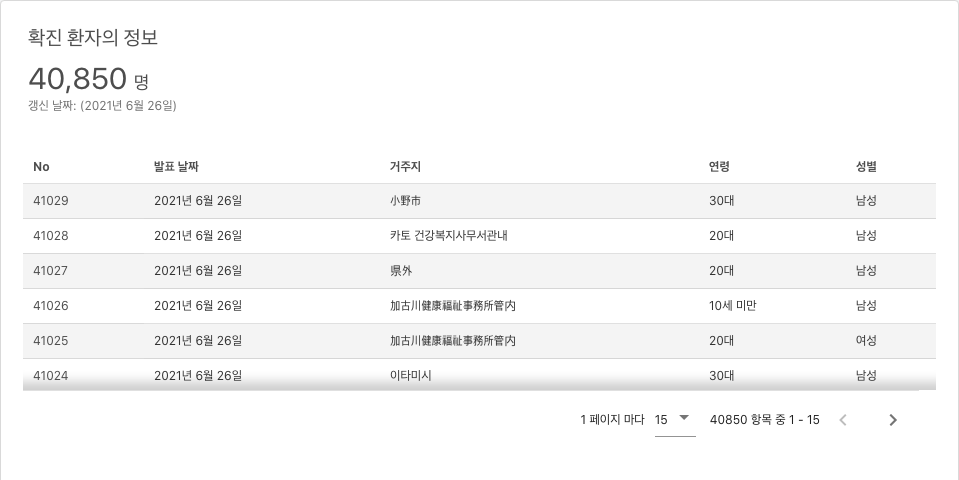 확진 환자의 정보
40,850 명
갱신 날짜: (2021년 6월 26일)
No 발표 날짜 거주지 연령 성별
41029 2021년 6월 26일 小野市 30대 남성
41028 2021년 6월 26일 카토 건강복지사무서관내 20대 남성
41027 2021년 6월 26일 県外 20대 남성
41026 2021년 6월 26일 加古川健康福祉事務所管内 10세 미만 남성
41025 2021년 6월 26일 加古川健康福祉事務所管内 20대 여성
41024 2021년 6월 26일 이타미시 30대 남성
1 페이지 마다 15 40850 항목 중 1 - 15